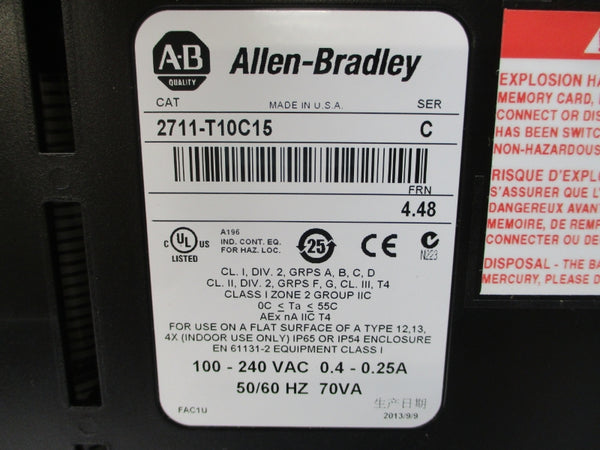 A-B
QUALITY
Allen-Bradley
CAT
MADE IN U.S.A.
SER
2711-T10C15
C
FRN
4.48
C UL US
LISTED
A196
IND. CONT. EQ.
FOR HAZ. LOC.
25
CE
N223
CL. I, DIV. 2, GRPS A, B, C, D
CL. II, DIV. 2, GRPS F, G, CL. III, T4
CLASS I ZONE 2 GROUP IIC
0C ≤ Ta ≤ 55C
AEx nA IIC T4
FOR USE ON A FLAT SURFACE OF A TYPE 12,13,
4X (INDOOR USE ONLY) IP65 OR IP54 ENCLOSURE
EN 61131-2 EQUIPMENT CLASS I
100 - 240 VAC 0.4 - 0.25A
50/60 HZ 70VA
FAC1U
生产日期
2013/9/9
EXPLOSION HA
MEMORY CARD,
CONNECT OR DIS
HAS BEEN SWITC
NON-HAZARDOUS
RISQUE D'EXPL
S'ASSURER QUE L'
DANGEREUX AVANT
MEMOIRE, DE REMP
CONNECTER OU DE
DISPOSAL - THE BA
MERCURY, PLEASE D